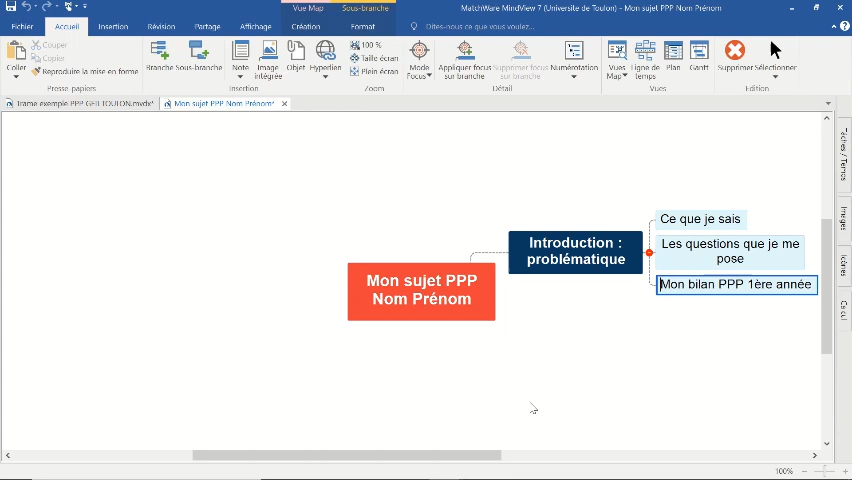 Vue Map Sous-branche MatchWare MindView 7 (Universite de Toulon) - Mon sujet PPP Nom Prénom
Fichier Accueil Insertion Révision Partage Affichage Création Format Dites-nous ce que vous voulez...
Coller
Couper
Copier
Reproduire la mise en forme
Presse-papiers
Branche Sous-branche
Note
Image intégrée
Objet
Hyperlien
Insertion
100 %
Taille écran
Plein écran
Zoom
Mode Focus
Appliquer focus sur branche
Supprimer focus sur branche
Numérotation
Détail
Vues Map
Ligne de temps
Plan
Gantt
Vues
Supprimer
Sélectionner
Edition
Trame exemple PPP GEII TOULON.mvdx* Mon sujet PPP Nom Prénom*
Ce que je sais
Introduction :
problématique
Les questions que je me
pose
Mon bilan PPP 1ère année
Mon sujet PPP
Nom Prénom
Tâches / Temps
Images
Icônes
Calcul
100%